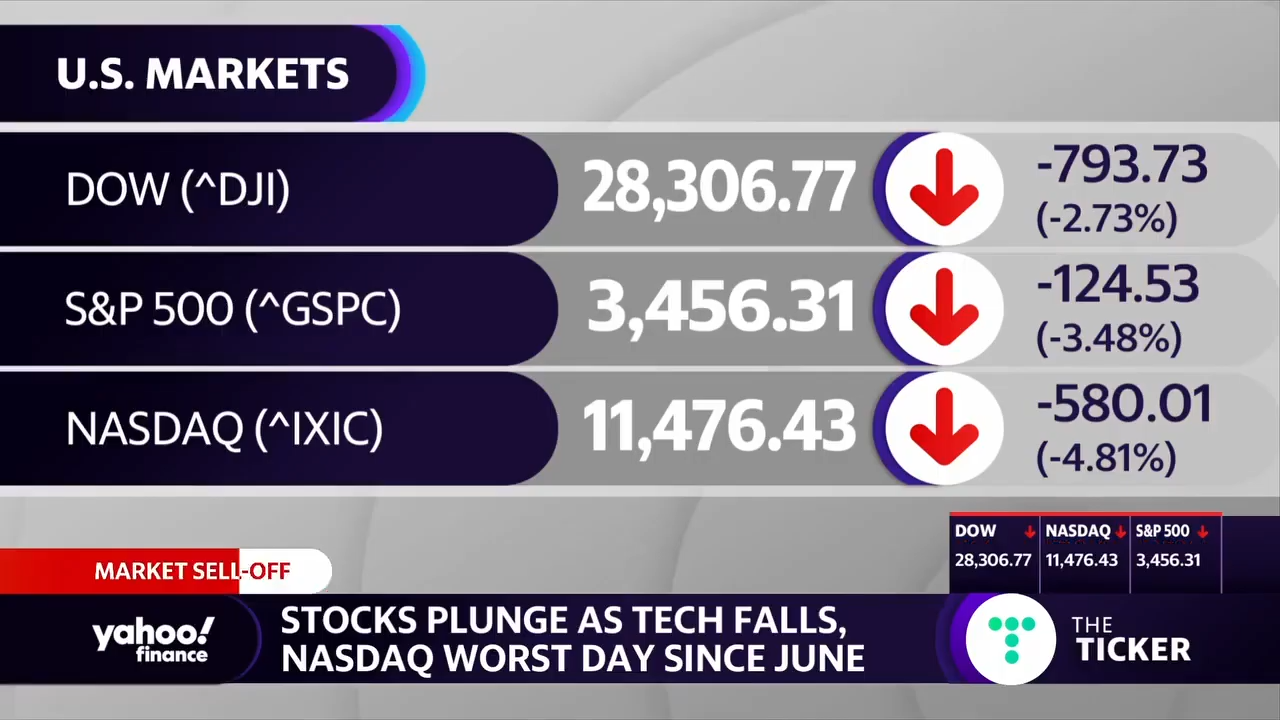 U.S. MARKETS
DOW (^DJI)
28,306.77
-793.73
(-2.73%)
S&P 500 (^GSPC)
3,456.31
-124.53
(-3.48%)
NASDAQ (^IXIC)
11,476.43
-580.01
(-4.81%)
DOW
NASDAQ
S&P 500
28,306.77
11,476.43
3,456.31
MARKET SELL-OFF
yahoo!
finance
STOCKS PLUNGE AS TECH FALLS,
NASDAQ WORST DAY SINCE JUNE
THE
TICKER